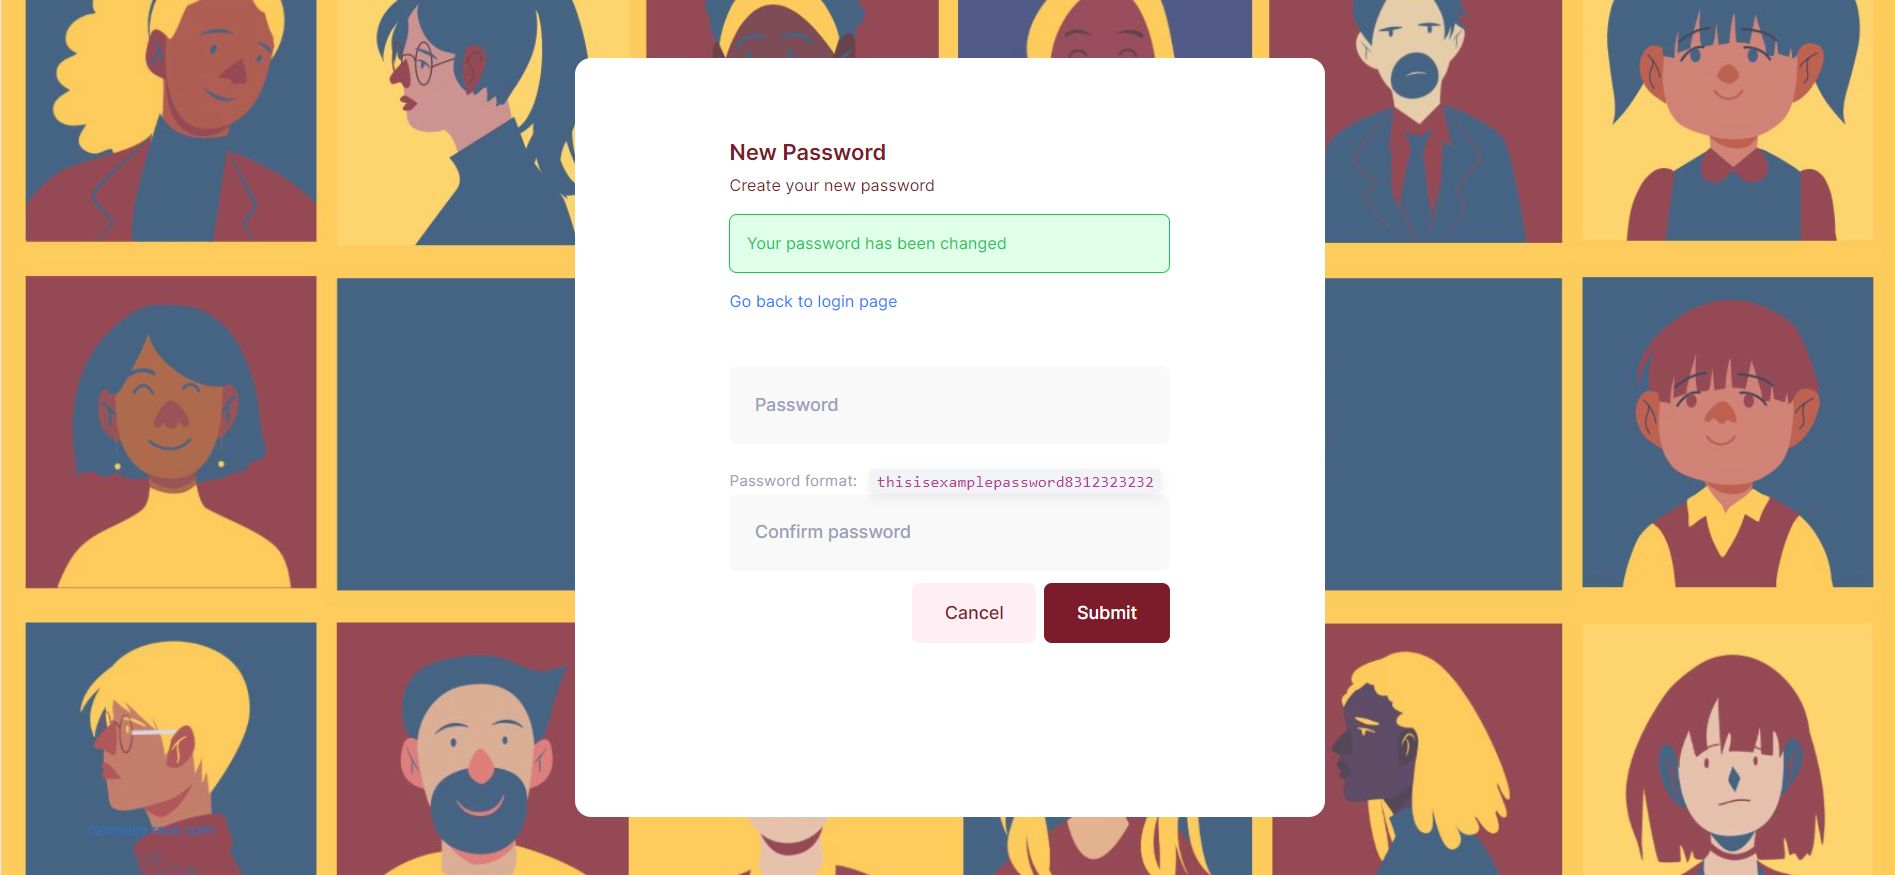 New Password
Create your new password
Your password has been changed
Go back to login page
Password
Password format: thisisexamplepassword8312323232
Confirm password
Cancel Submit